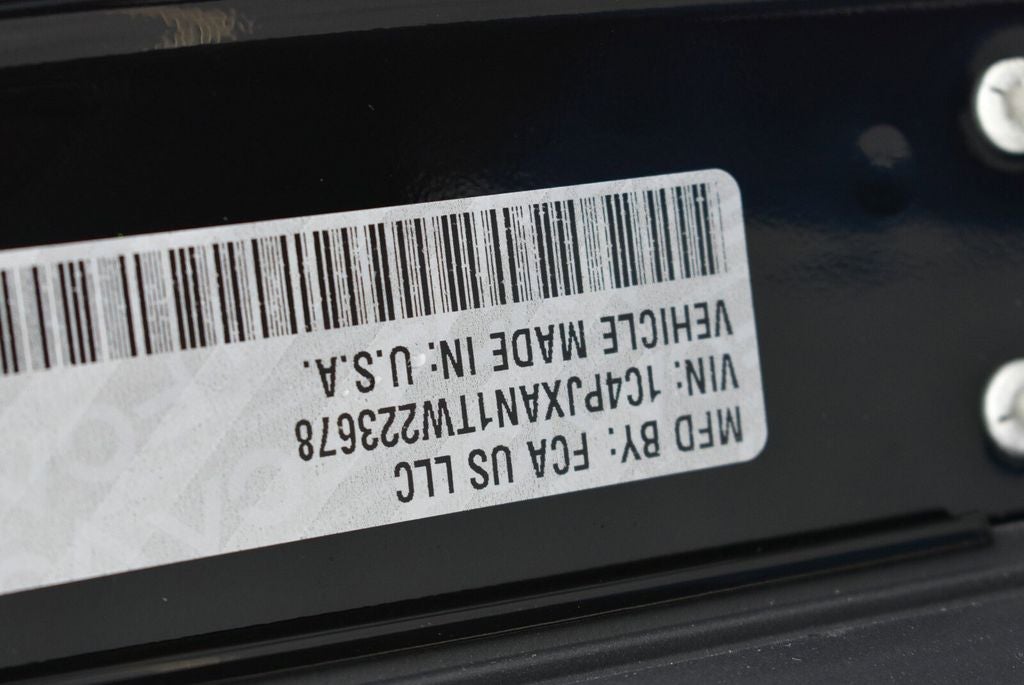 MFD BY: FCA US LLC
VIN: 1C4PJXAN1TW223678
VEHICLE MADE IN: U.S.A.